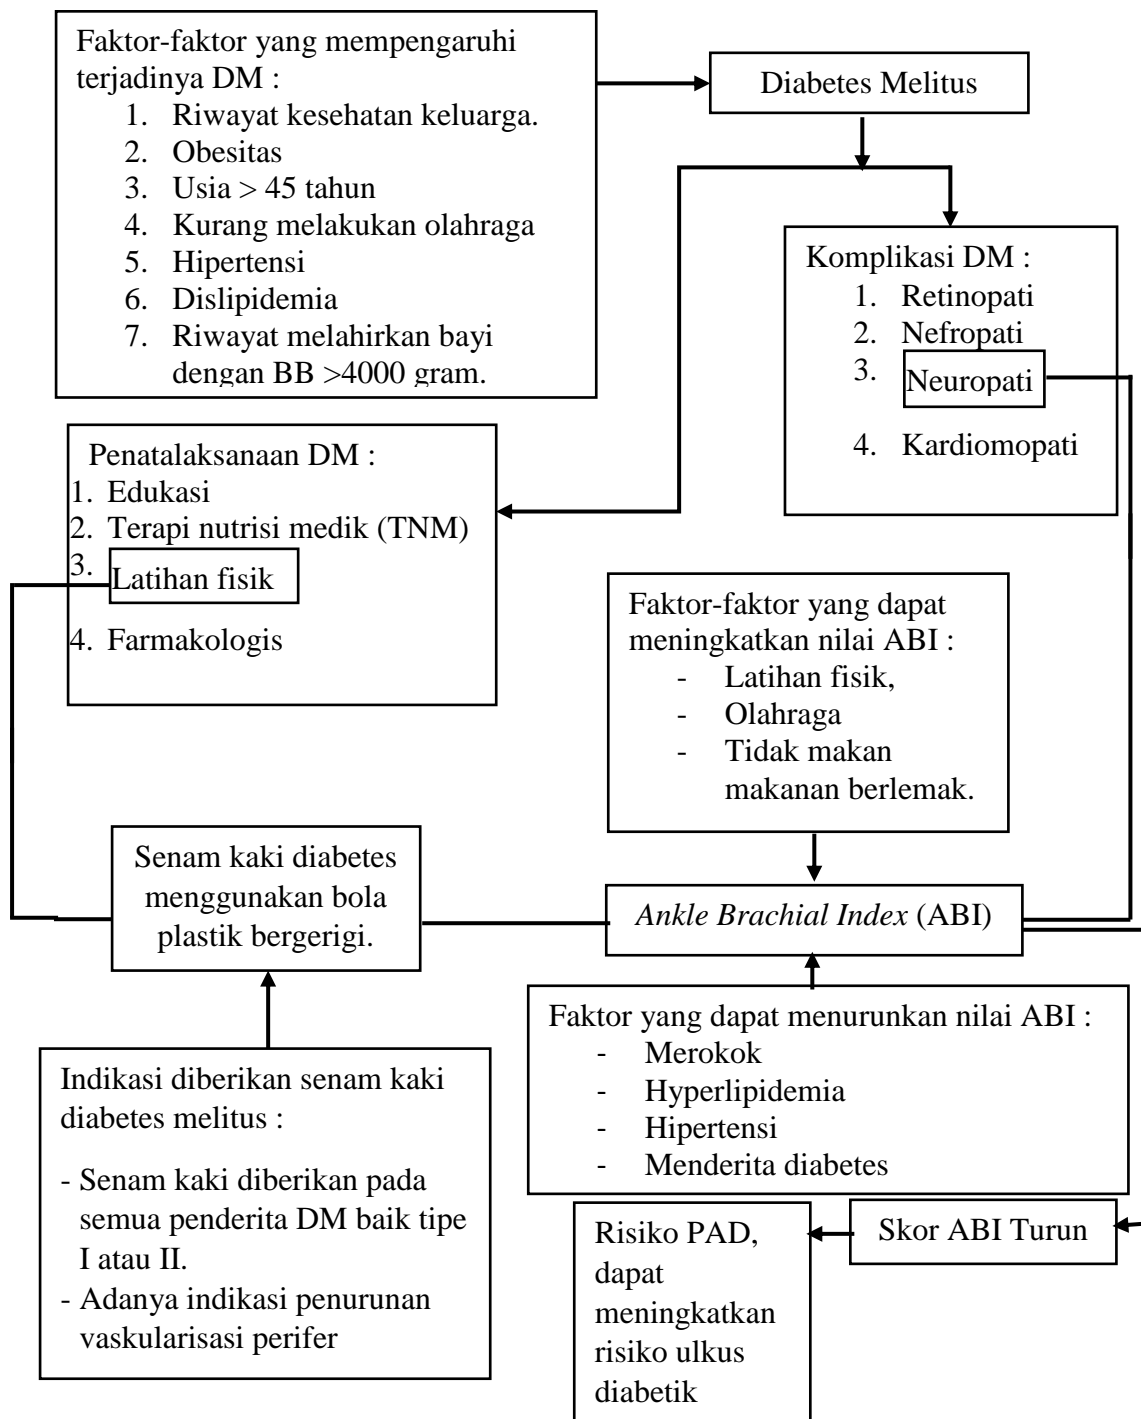 Faktor-faktor yang mempengaruhi
terjadinya DM :
1. Riwayat kesehatan keluarga.
2. Obesitas
3. Usia > 45 tahun
4. Kurang melakukan olahraga
5. Hipertensi
6. Dislipidemia
7. Riwayat melahirkan bayi
dengan BB >4000 gram.
Diabetes Melitus
Komplikasi DM :
1. Retinopati
2. Nefropati
3. Neuropati
4. Kardiomopati
Penatalaksanaan DM :
1. Edukasi
2. Terapi nutrisi medik (TNM)
3. Latihan fisik
4. Farmakologis
Faktor-faktor yang dapat
meningkatkan nilai ABI :
- Latihan fisik,
- Olahraga
- Tidak makan
makanan berlemak.
Senam kaki diabetes
menggunakan bola
plastik bergerigi.
Ankle Brachial Index (ABI)
Faktor yang dapat menurunkan nilai ABI :
- Merokok
- Hyperlipidemia
- Hipertensi
- Menderita diabetes
Indikasi diberikan senam kaki
diabetes melitus :
- Senam kaki diberikan pada
semua penderita DM baik tipe
I atau II.
- Adanya indikasi penurunan
vaskularisasi perifer
Skor ABI Turun
Risiko PAD,
dapat
meningkatkan
risiko ulkus
diabetik